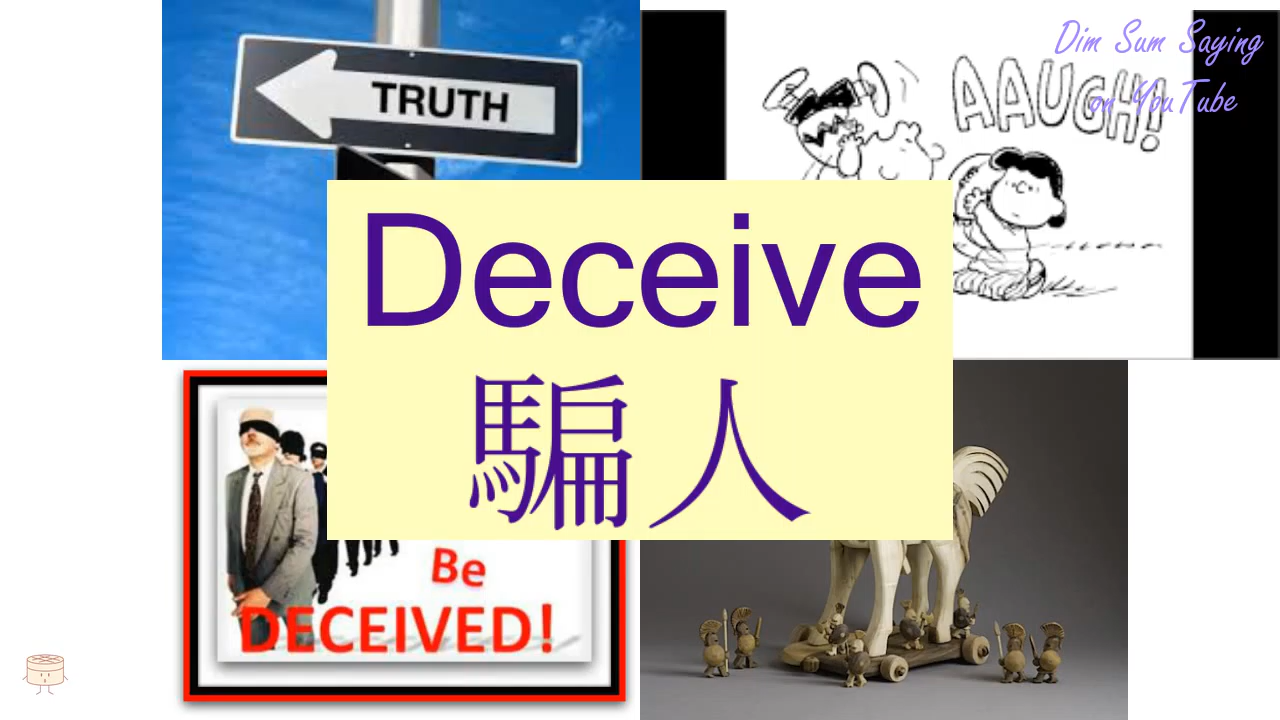 TRUTH
AAUGH!
Dim Sum Saying
on YouTube
Deceive
騙人
Be
DECEIVED!